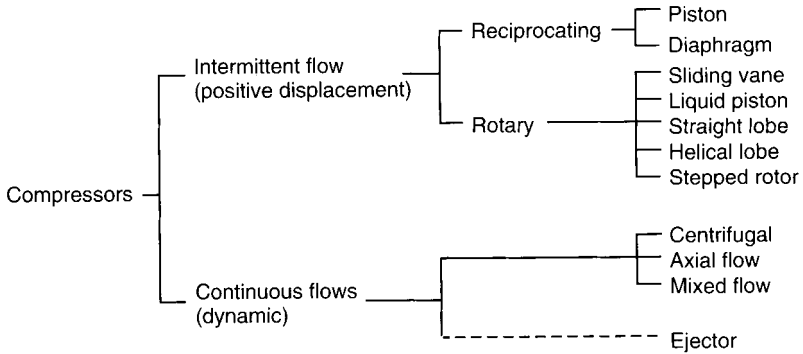 Compressors
Intermittent flow
(positive displacement)
Reciprocating
Piston
Diaphragm
Rotary
Sliding vane
Liquid piston
Straight lobe
Helical lobe
Stepped rotor
Continuous flows
(dynamic)
Centrifugal
Axial flow
Mixed flow
Ejector